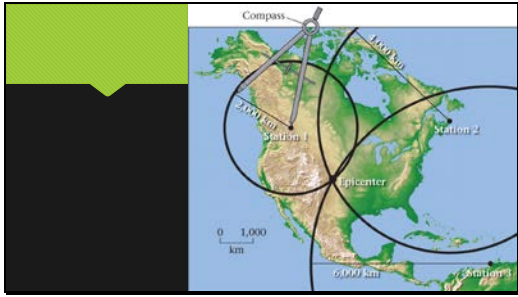 Compass
4,000 km
2,000 km
Station 1
Station 2
Epicenter
0 1,000
km
6,000 km
Station 3